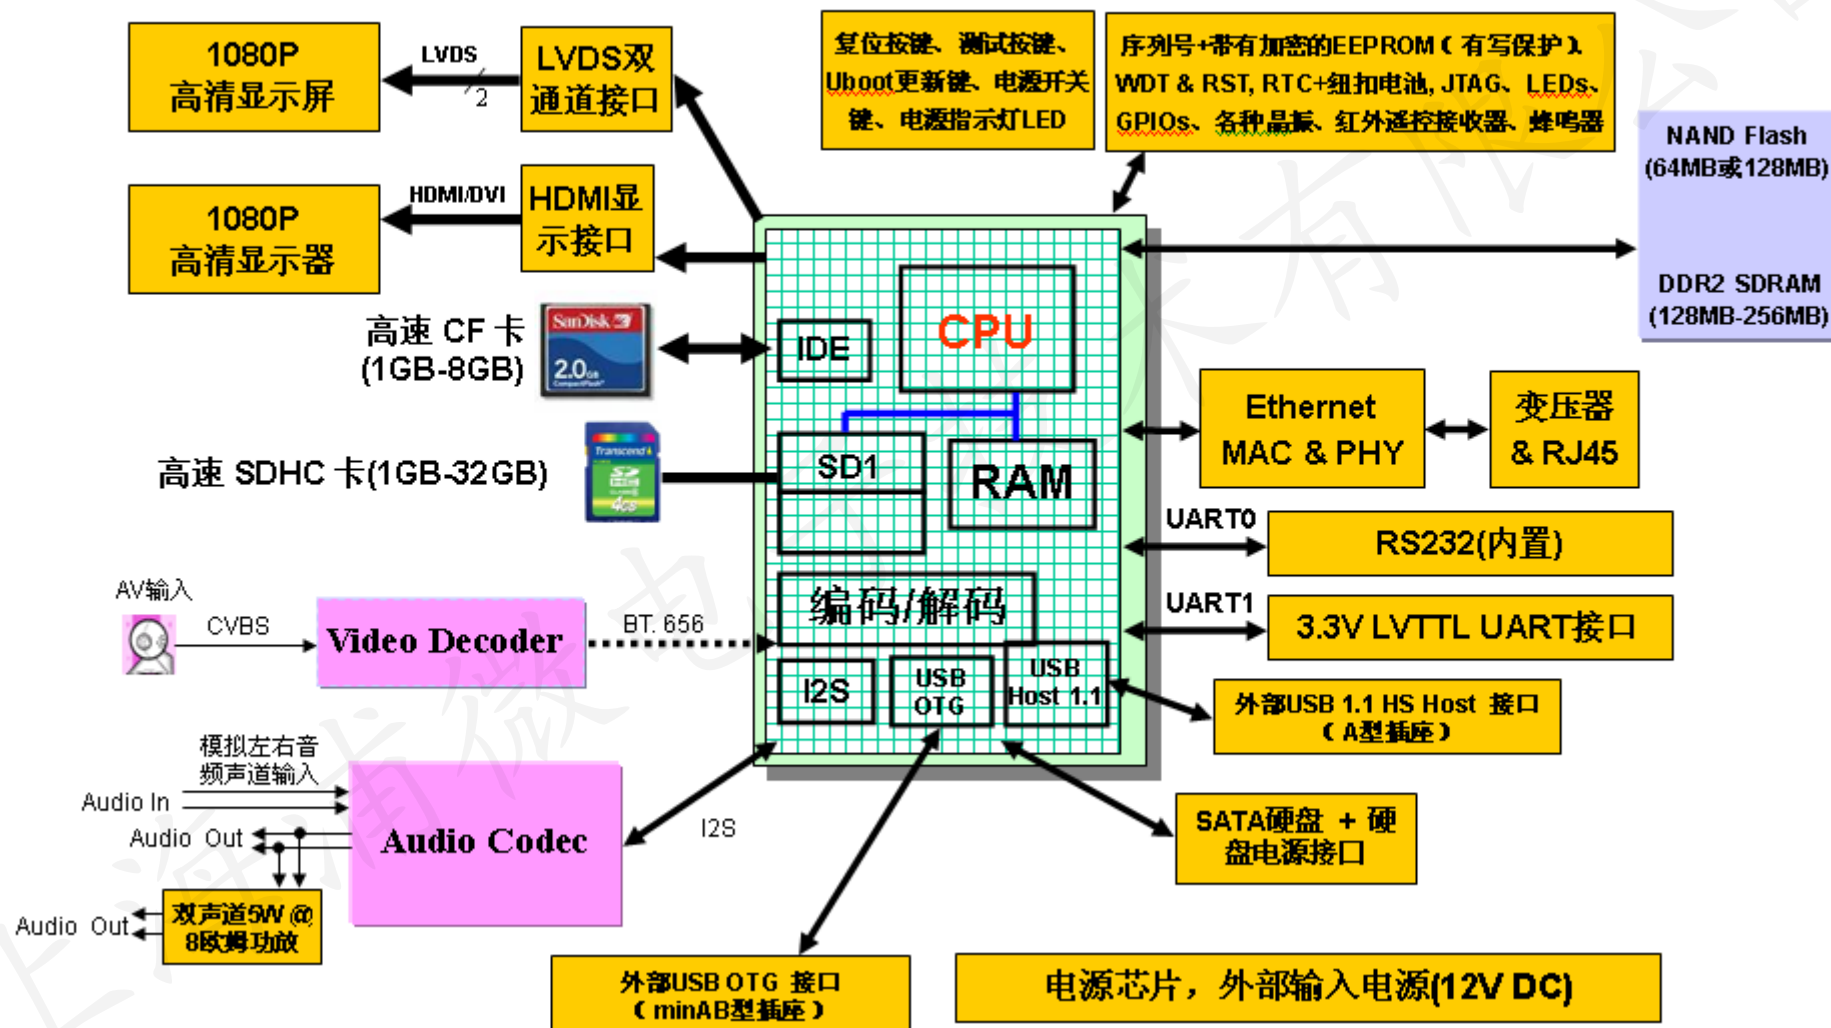 1080P
高清显示屏
LVDS
2
LVDS双
通道接口
复位按键、测试按键、
Uboot更新键、电源开关
键、电源指示灯LED
序列号+带有加密的EEPROM（有写保护）、
WDT & RST, RTC+纽扣电池, JTAG、LEDs、
GPIOs、各种晶振、红外遥控接收器、蜂鸣器
NAND Flash
(64MB或128MB)
DDR2 SDRAM
(128MB-256MB)
1080P
高清显示器
HDMI/DVI
HDMI显
示接口
高速 CF 卡
(1GB-8GB)
SanDisk
2.0GB
CompactFlash
IDE
CPU
高速 SDHC 卡(1GB-32GB)
Transcend
4GB
SD1
RAM
Ethernet
MAC & PHY
变压器
& RJ45
UART0
RS232(内置)
UART1
3.3V LVTTL UART接口
AV输入
CVBS
Video Decoder
BT. 656
编码/解码
I2S
USB
OTG
USB
Host 1.1
外部USB 1.1 HS Host 接口
（A型插座）
模拟左右音
频声道输入
Audio In
Audio Out
Audio Codec
I2S
SATA硬盘 + 硬
盘电源接口
Audio Out
双声道5W @
8欧姆功放
外部USB OTG 接口
（minAB型插座）
电源芯片，外部输入电源(12V DC)